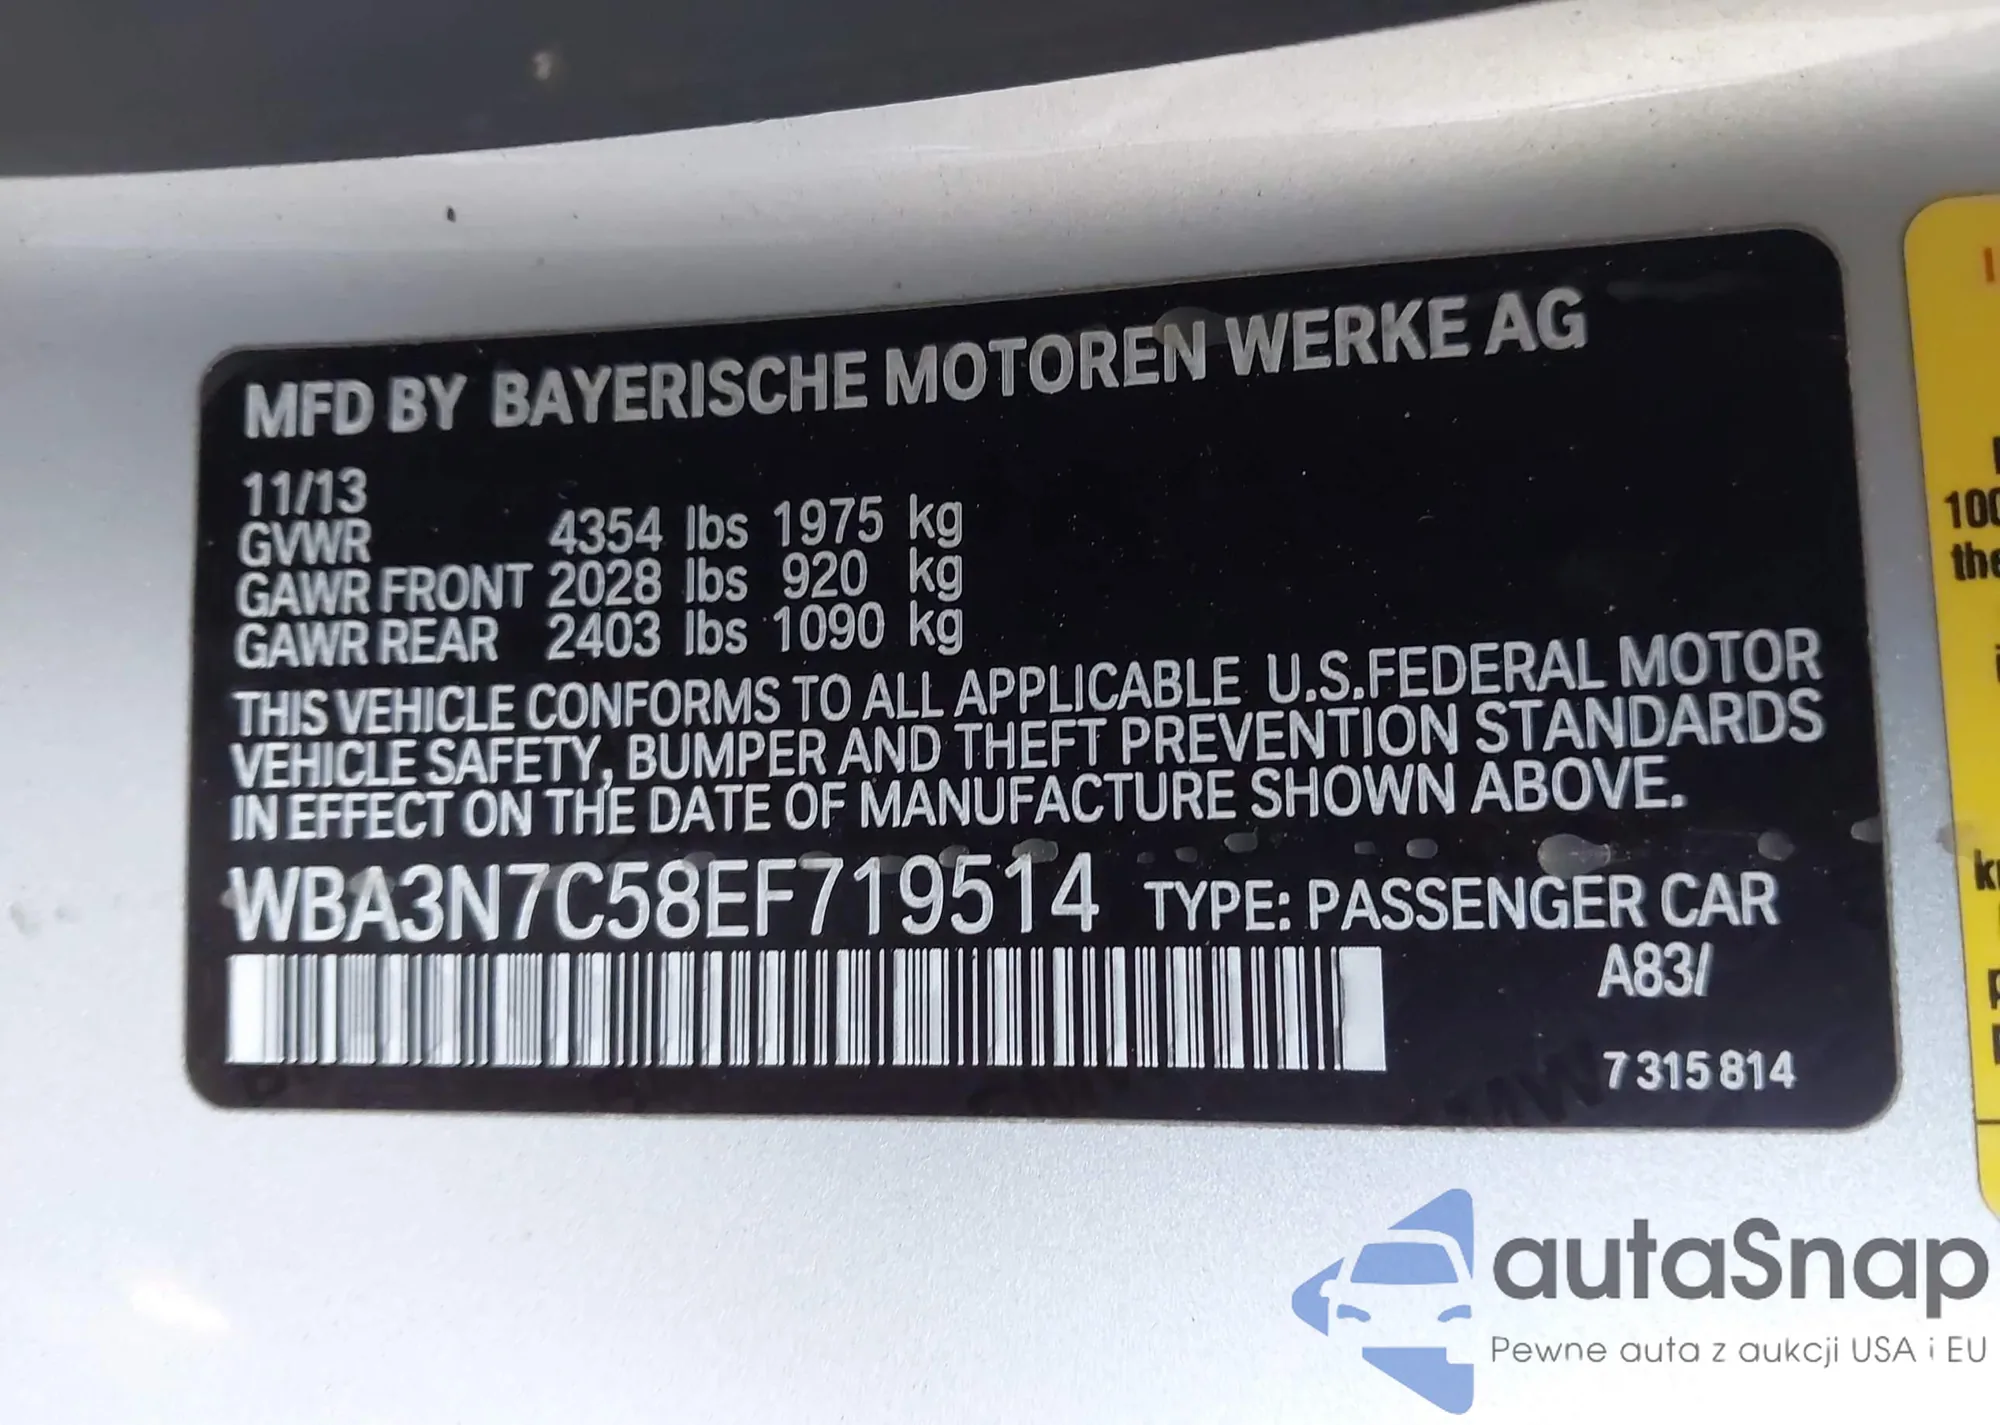 MFD BY BAYERISCHE MOTOREN WERKE AG
11/13
GVWR 4354 lbs 1975 kg
GAWR FRONT 2028 lbs 920 kg
GAWR REAR 2403 lbs 1090 kg
THIS VEHICLE CONFORMS TO ALL APPLICABLE U.S.FEDERAL MOTOR
VEHICLE SAFETY, BUMPER AND THEFT PREVENTION STANDARDS
IN EFFECT ON THE DATE OF MANUFACTURE SHOWN ABOVE.
WBA3N7C58EF719514 TYPE: PASSENGER CAR
A83/
7 315 814
100
the
autaSnap
Pewne auta z aukcji USA i EU